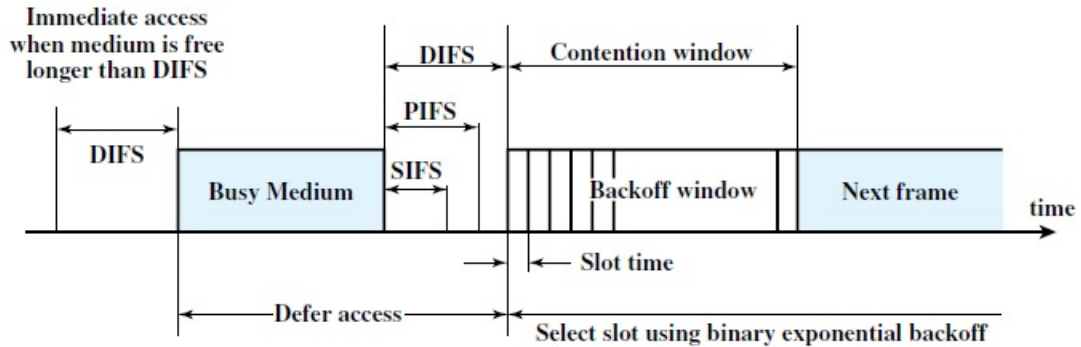 Immediate access
when medium is free
longer than DIFS
DIFS
Contention window
PIFS
DIFS
SIFS
Busy Medium
Backoff window
Next frame
time
Slot time
Defer access
Select slot using binary exponential backoff